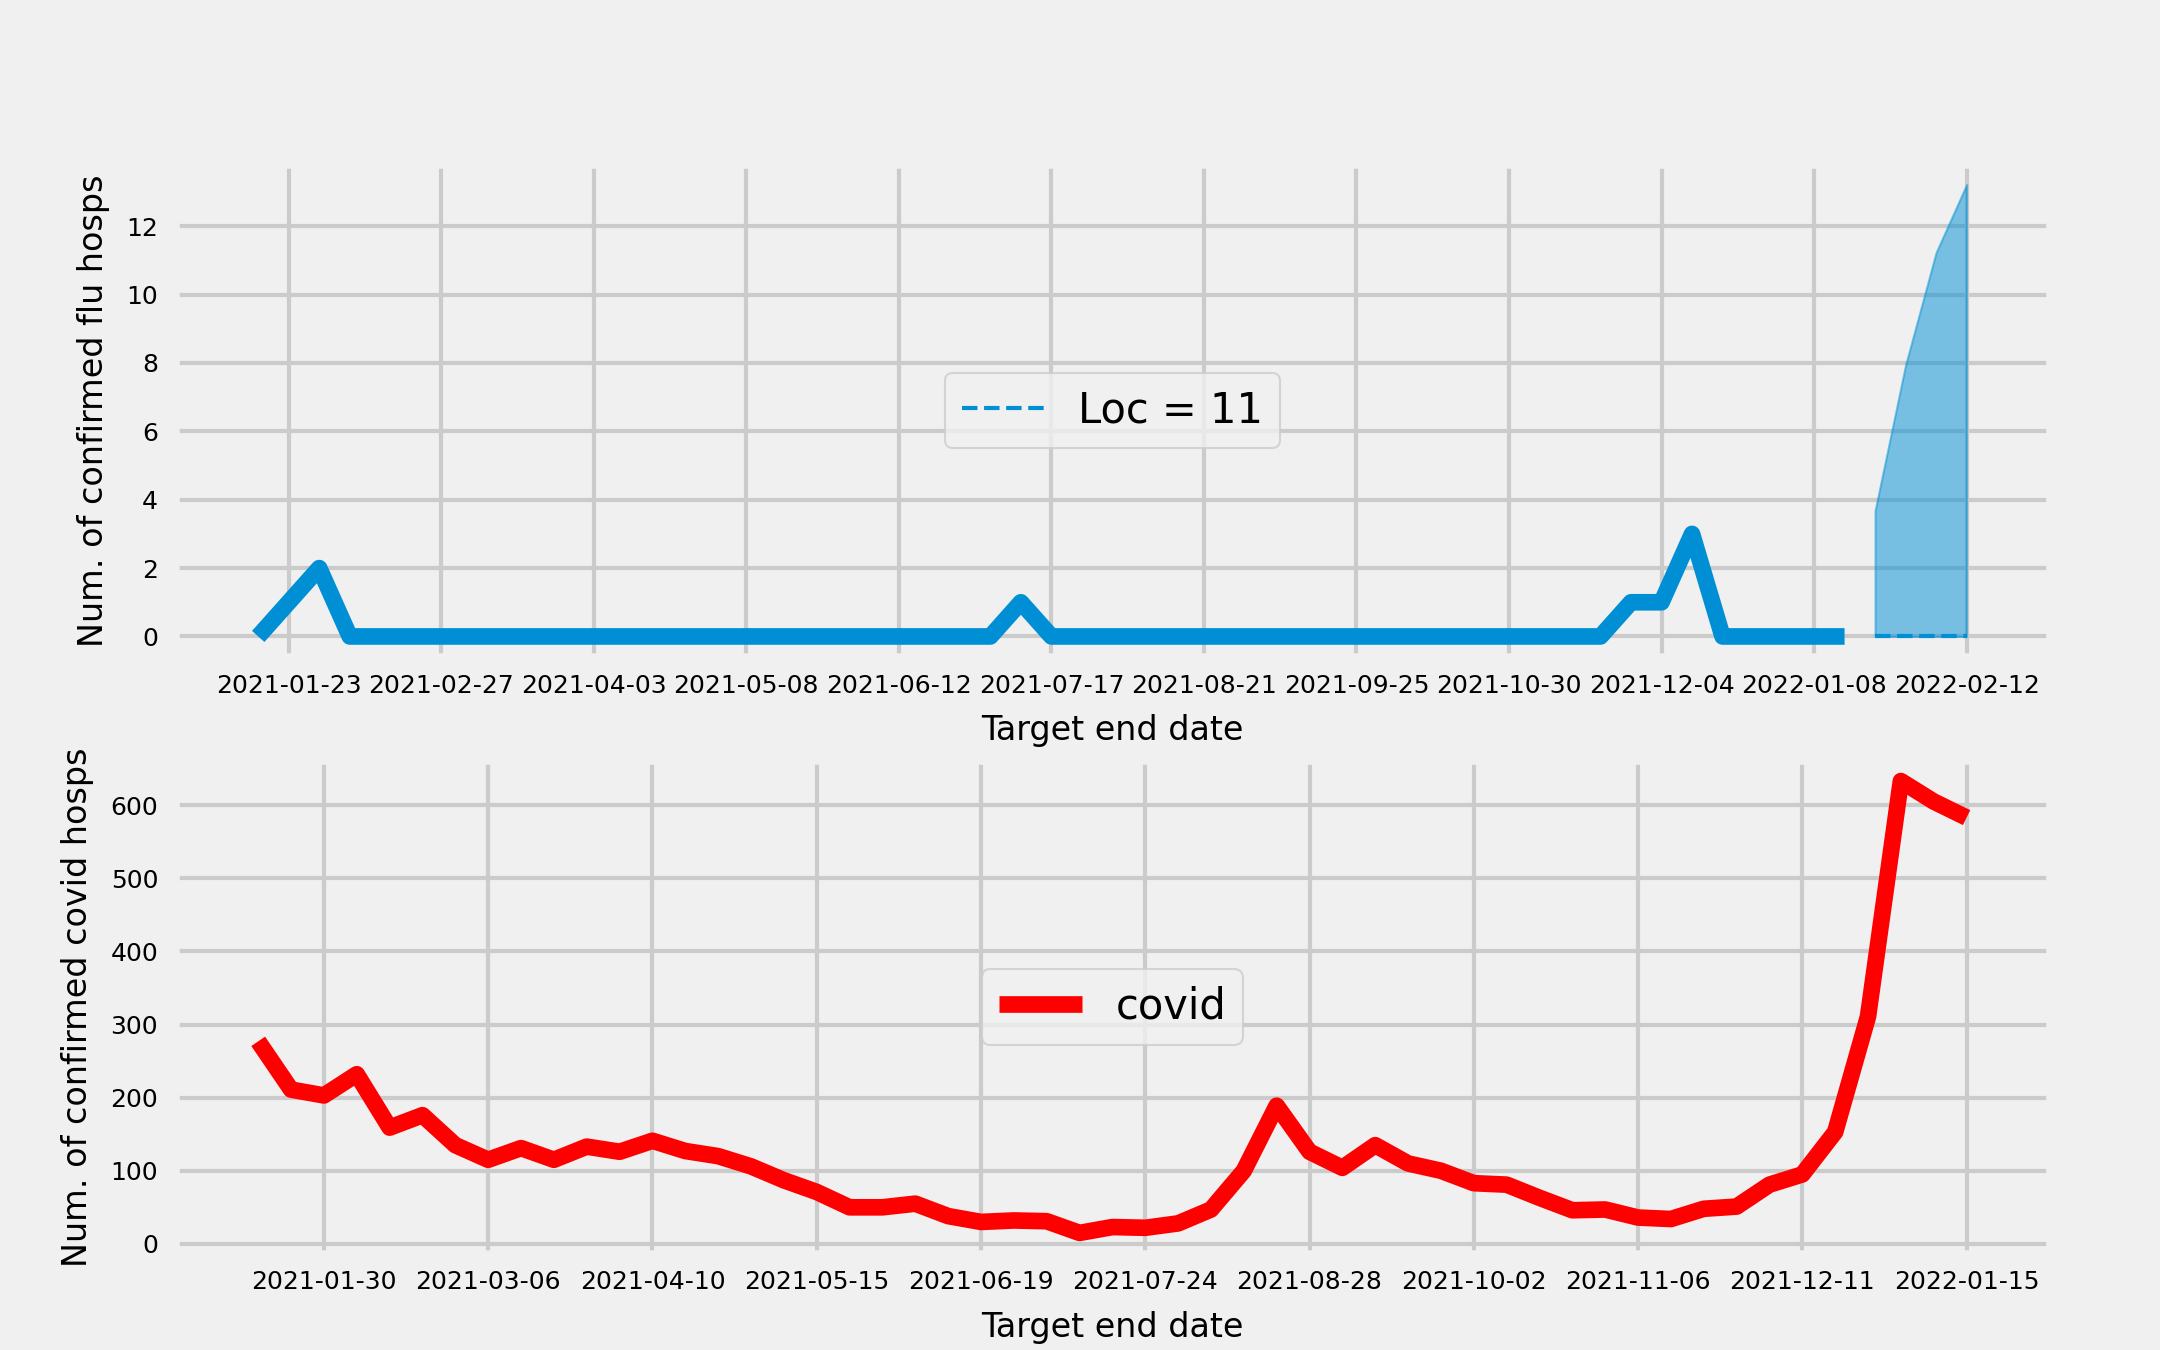 Num. of confirmed flu hosps
12
10
8
6
4
2
0
Loc = 11
2021-01-23 2021-02-27 2021-04-03 2021-05-08 2021-06-12 2021-07-17 2021-08-21 2021-09-25 2021-10-30 2021-12-04 2022-01-08 2022-02-12
Target end date
Num. of confirmed covid hosps
600
500
400
300
200
100
0
covid
2021-01-30 2021-03-06 2021-04-10 2021-05-15 2021-06-19 2021-07-24 2021-08-28 2021-10-02 2021-11-06 2021-12-11 2022-01-15
Target end date